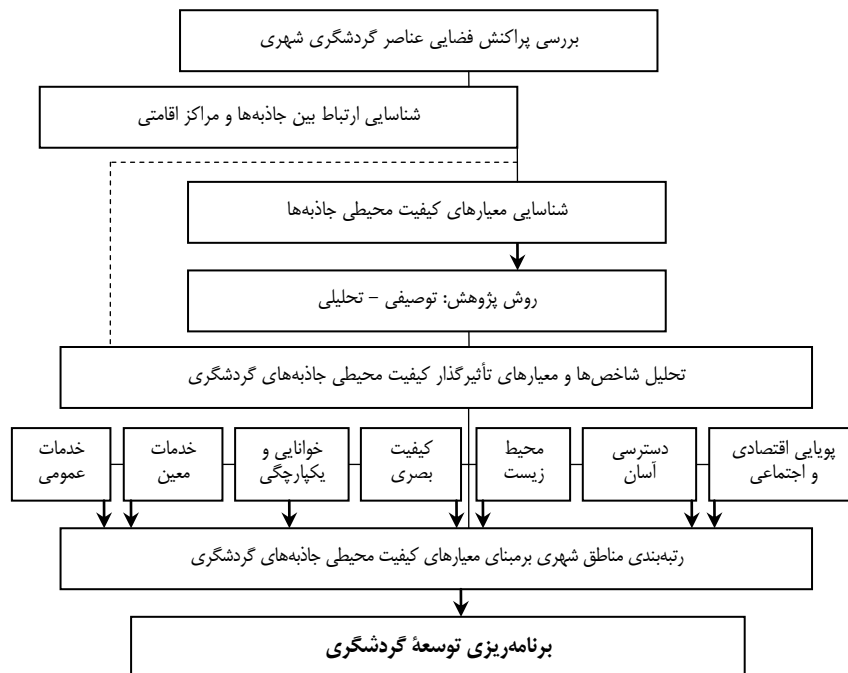 بررسی پراکنش فضایی عناصر گردشگری شهری
شناسایی ارتباط بین جاذبه‌ها و مراکز اقامتی
شناسایی معیارهای کیفیت محیطی جاذبه‌ها
روش پژوهش: توصیفی – تحلیلی
تحلیل شاخص‌ها و معیارهای تأثیرگذار کیفیت محیطی جاذبه‌های گردشگری
پویایی اقتصادی
و اجتماعی
دسترسی
آسان
محیط
زیست
کیفیت
بصری
خوانایی و
یکپارچگی
خدمات
معین
خدمات
عمومی
رتبه‌بندی مناطق شهری برمبنای معیارهای کیفیت محیطی جاذبه‌های گردشگری
برنامه‌ریزی توسعهٔ گردشگری